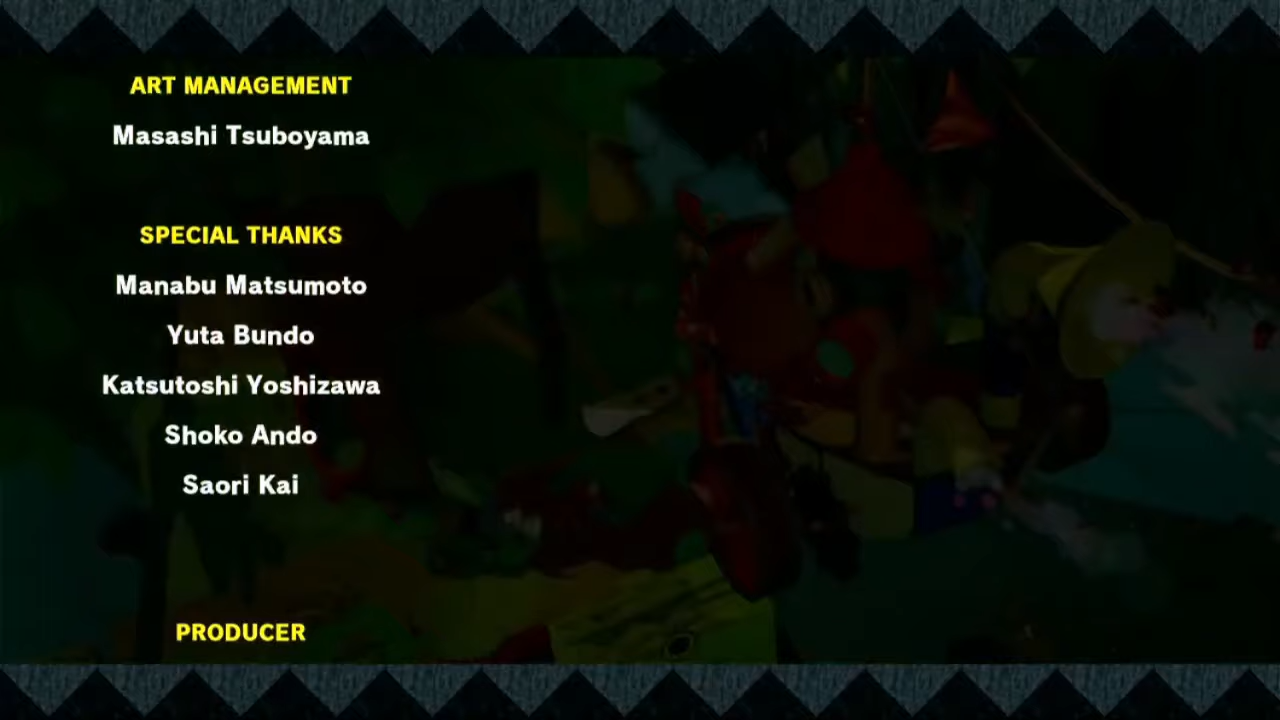 ART MANAGEMENT
Masashi Tsuboyama
SPECIAL THANKS
Manabu Matsumoto
Yuta Bundo
Katsutoshi Yoshizawa
Shoko Ando
Saori Kai
PRODUCER